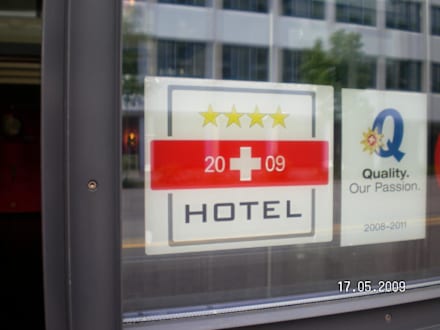 20 09
HOTEL
Q
Quality.
Our Passion.
2008-2011
17.05.2009